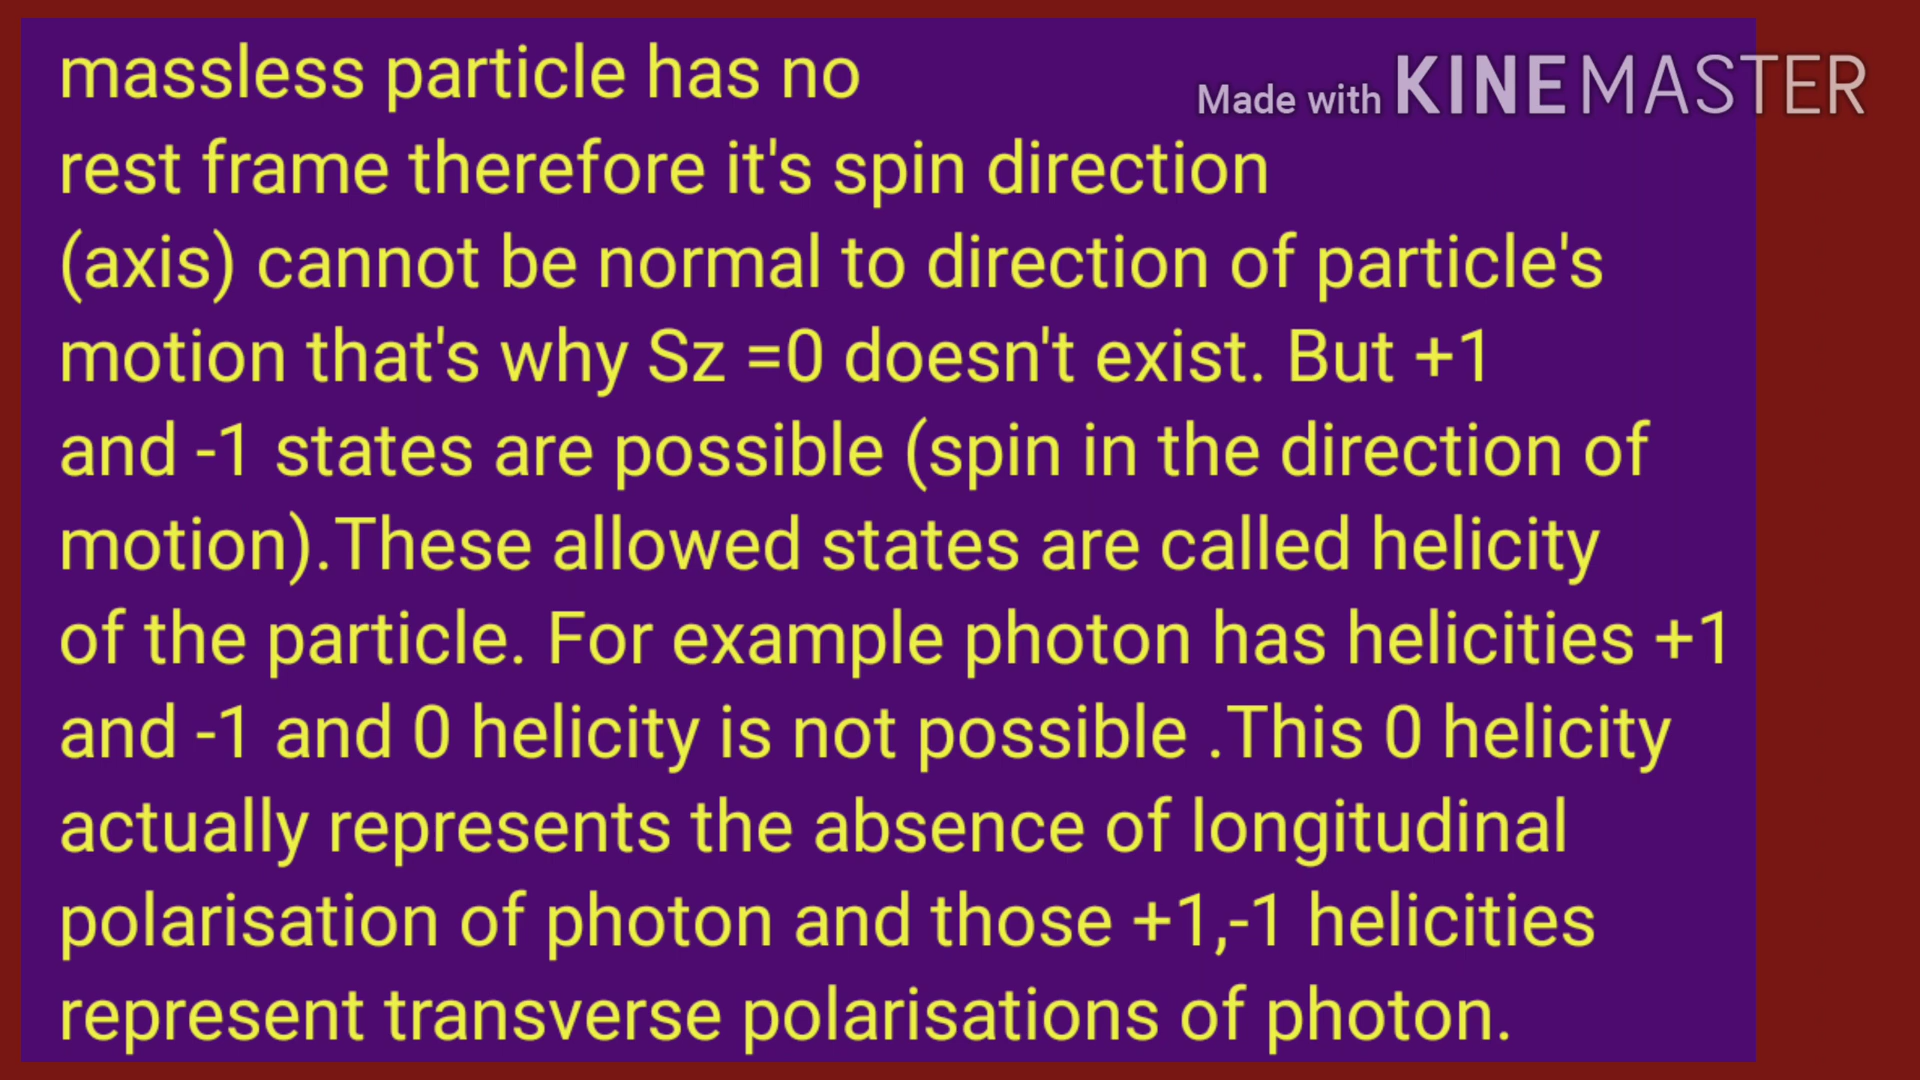 massless particle has no
Made with KINEMASTER
rest frame therefore it's spin direction
(axis) cannot be normal to direction of particle's
motion that's why Sz =0 doesn't exist. But +1
and -1 states are possible (spin in the direction of
motion).These allowed states are called helicity
of the particle. For example photon has helicities +1
and -1 and 0 helicity is not possible .This 0 helicity
actually represents the absence of longitudinal
polarisation of photon and those +1,-1 helicities
represent transverse polarisations of photon.